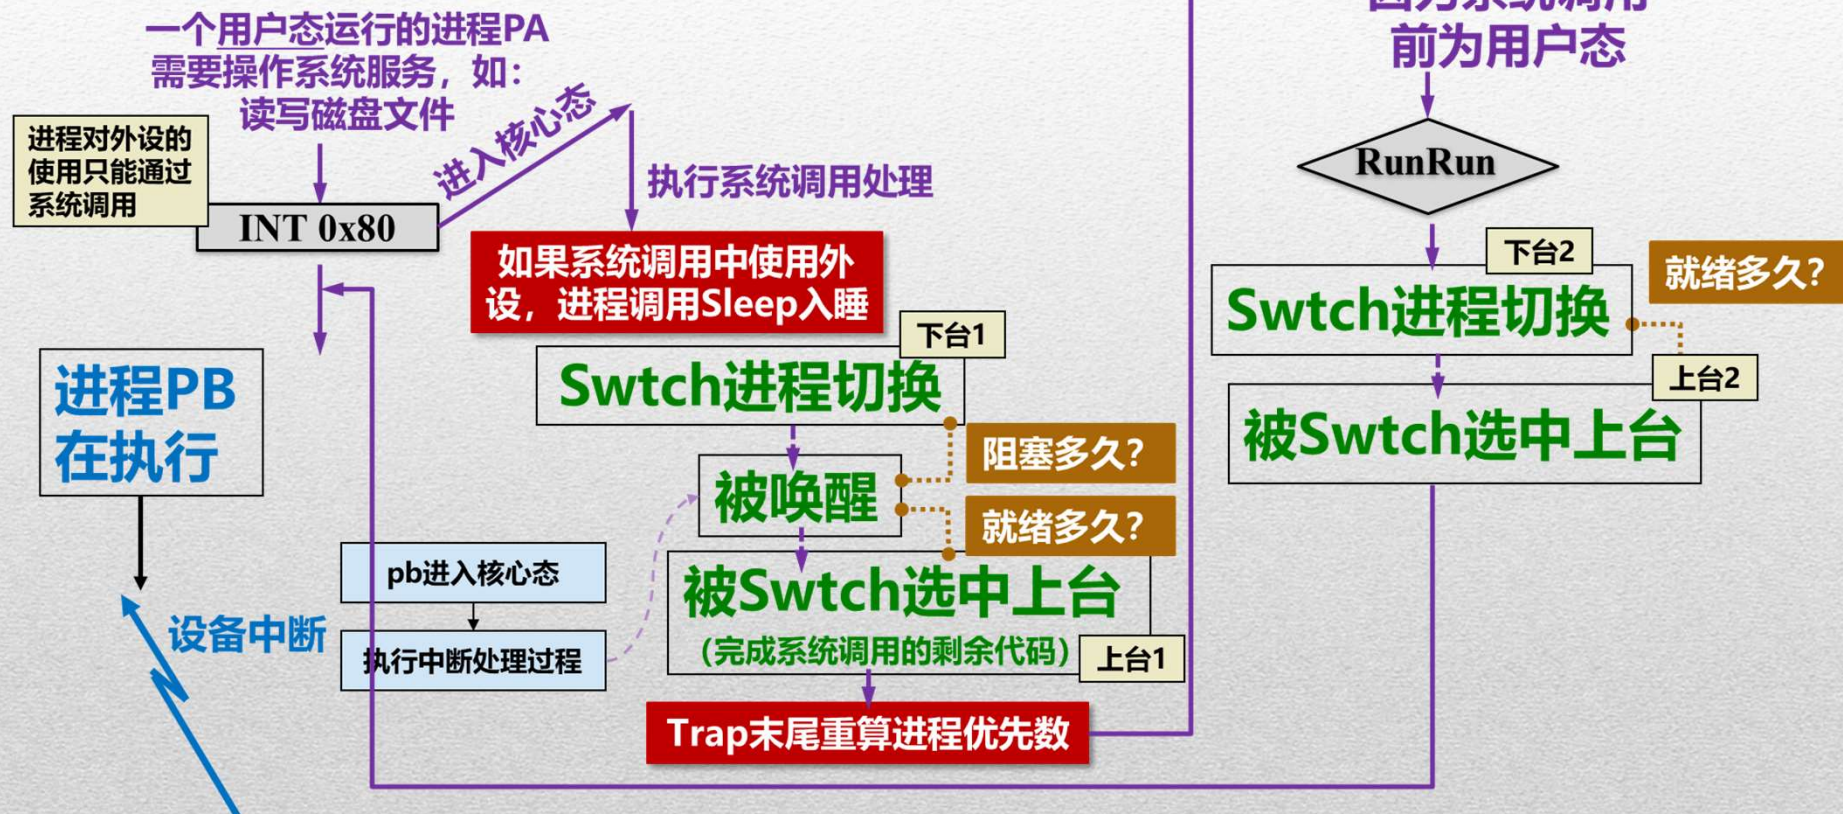 一个用户态运行的进程PA
需要操作系统服务，如：
读写磁盘文件
进程对外设的
使用只能通过
系统调用
INT 0x80
进入核心态
执行系统调用处理
如果系统调用中使用外
设，进程调用Sleep入睡
下台1
Swtch进程切换
阻塞多久？
被唤醒
就绪多久？
被Swtch选中上台
（完成系统调用的剩余代码）
上台1
Trap末尾重算进程优先数
进程PB
在执行
设备中断
pb进入核心态
执行中断处理过程
因为系统调用
前为用户态
RunRun
下台2
Swtch进程切换
就绪多久？
上台2
被Swtch选中上台